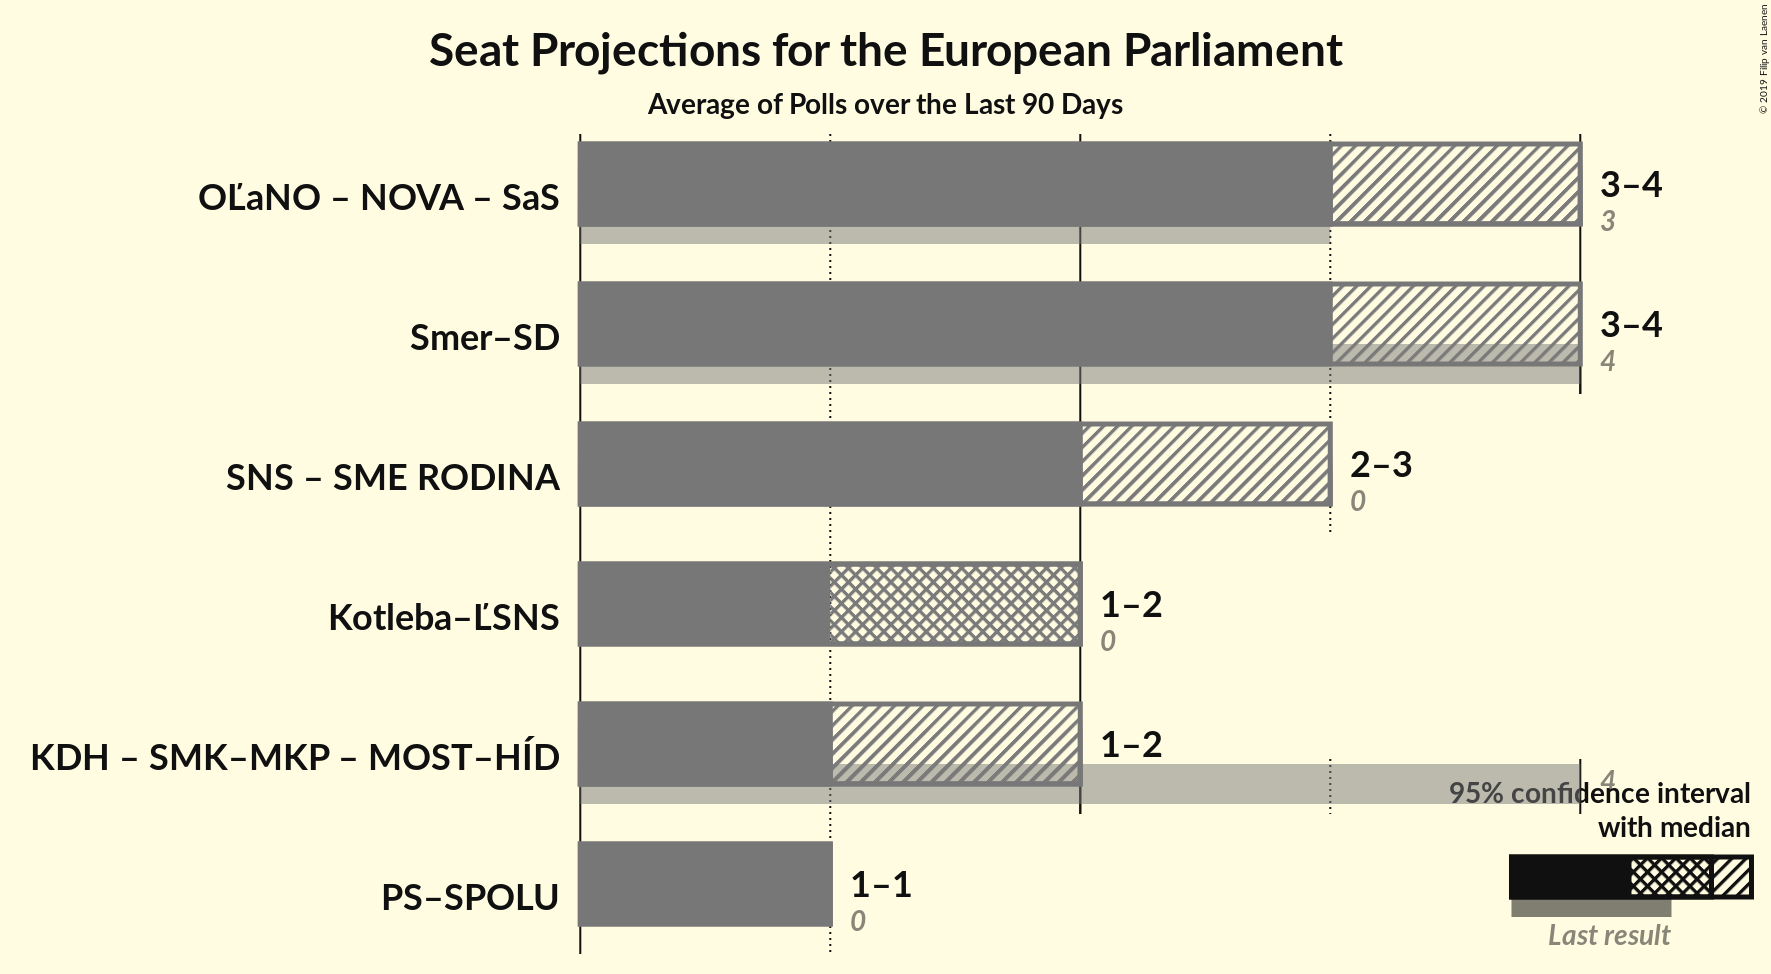 Seat Projections for the European Parliament
Average of Polls over the Last 90 Days
© 2019 Filip van Laenen
OĽaNO – NOVA – SaS
3–4
3
Smer–SD
3–4
4
SNS – SME RODINA
2–3
0
Kotleba–ĽSNS
1–2
0
KDH – SMK–MKP – MOST–HÍD
1–2
4
PS–SPOLU
1–1
0
95% confidence interval
with median
Last result